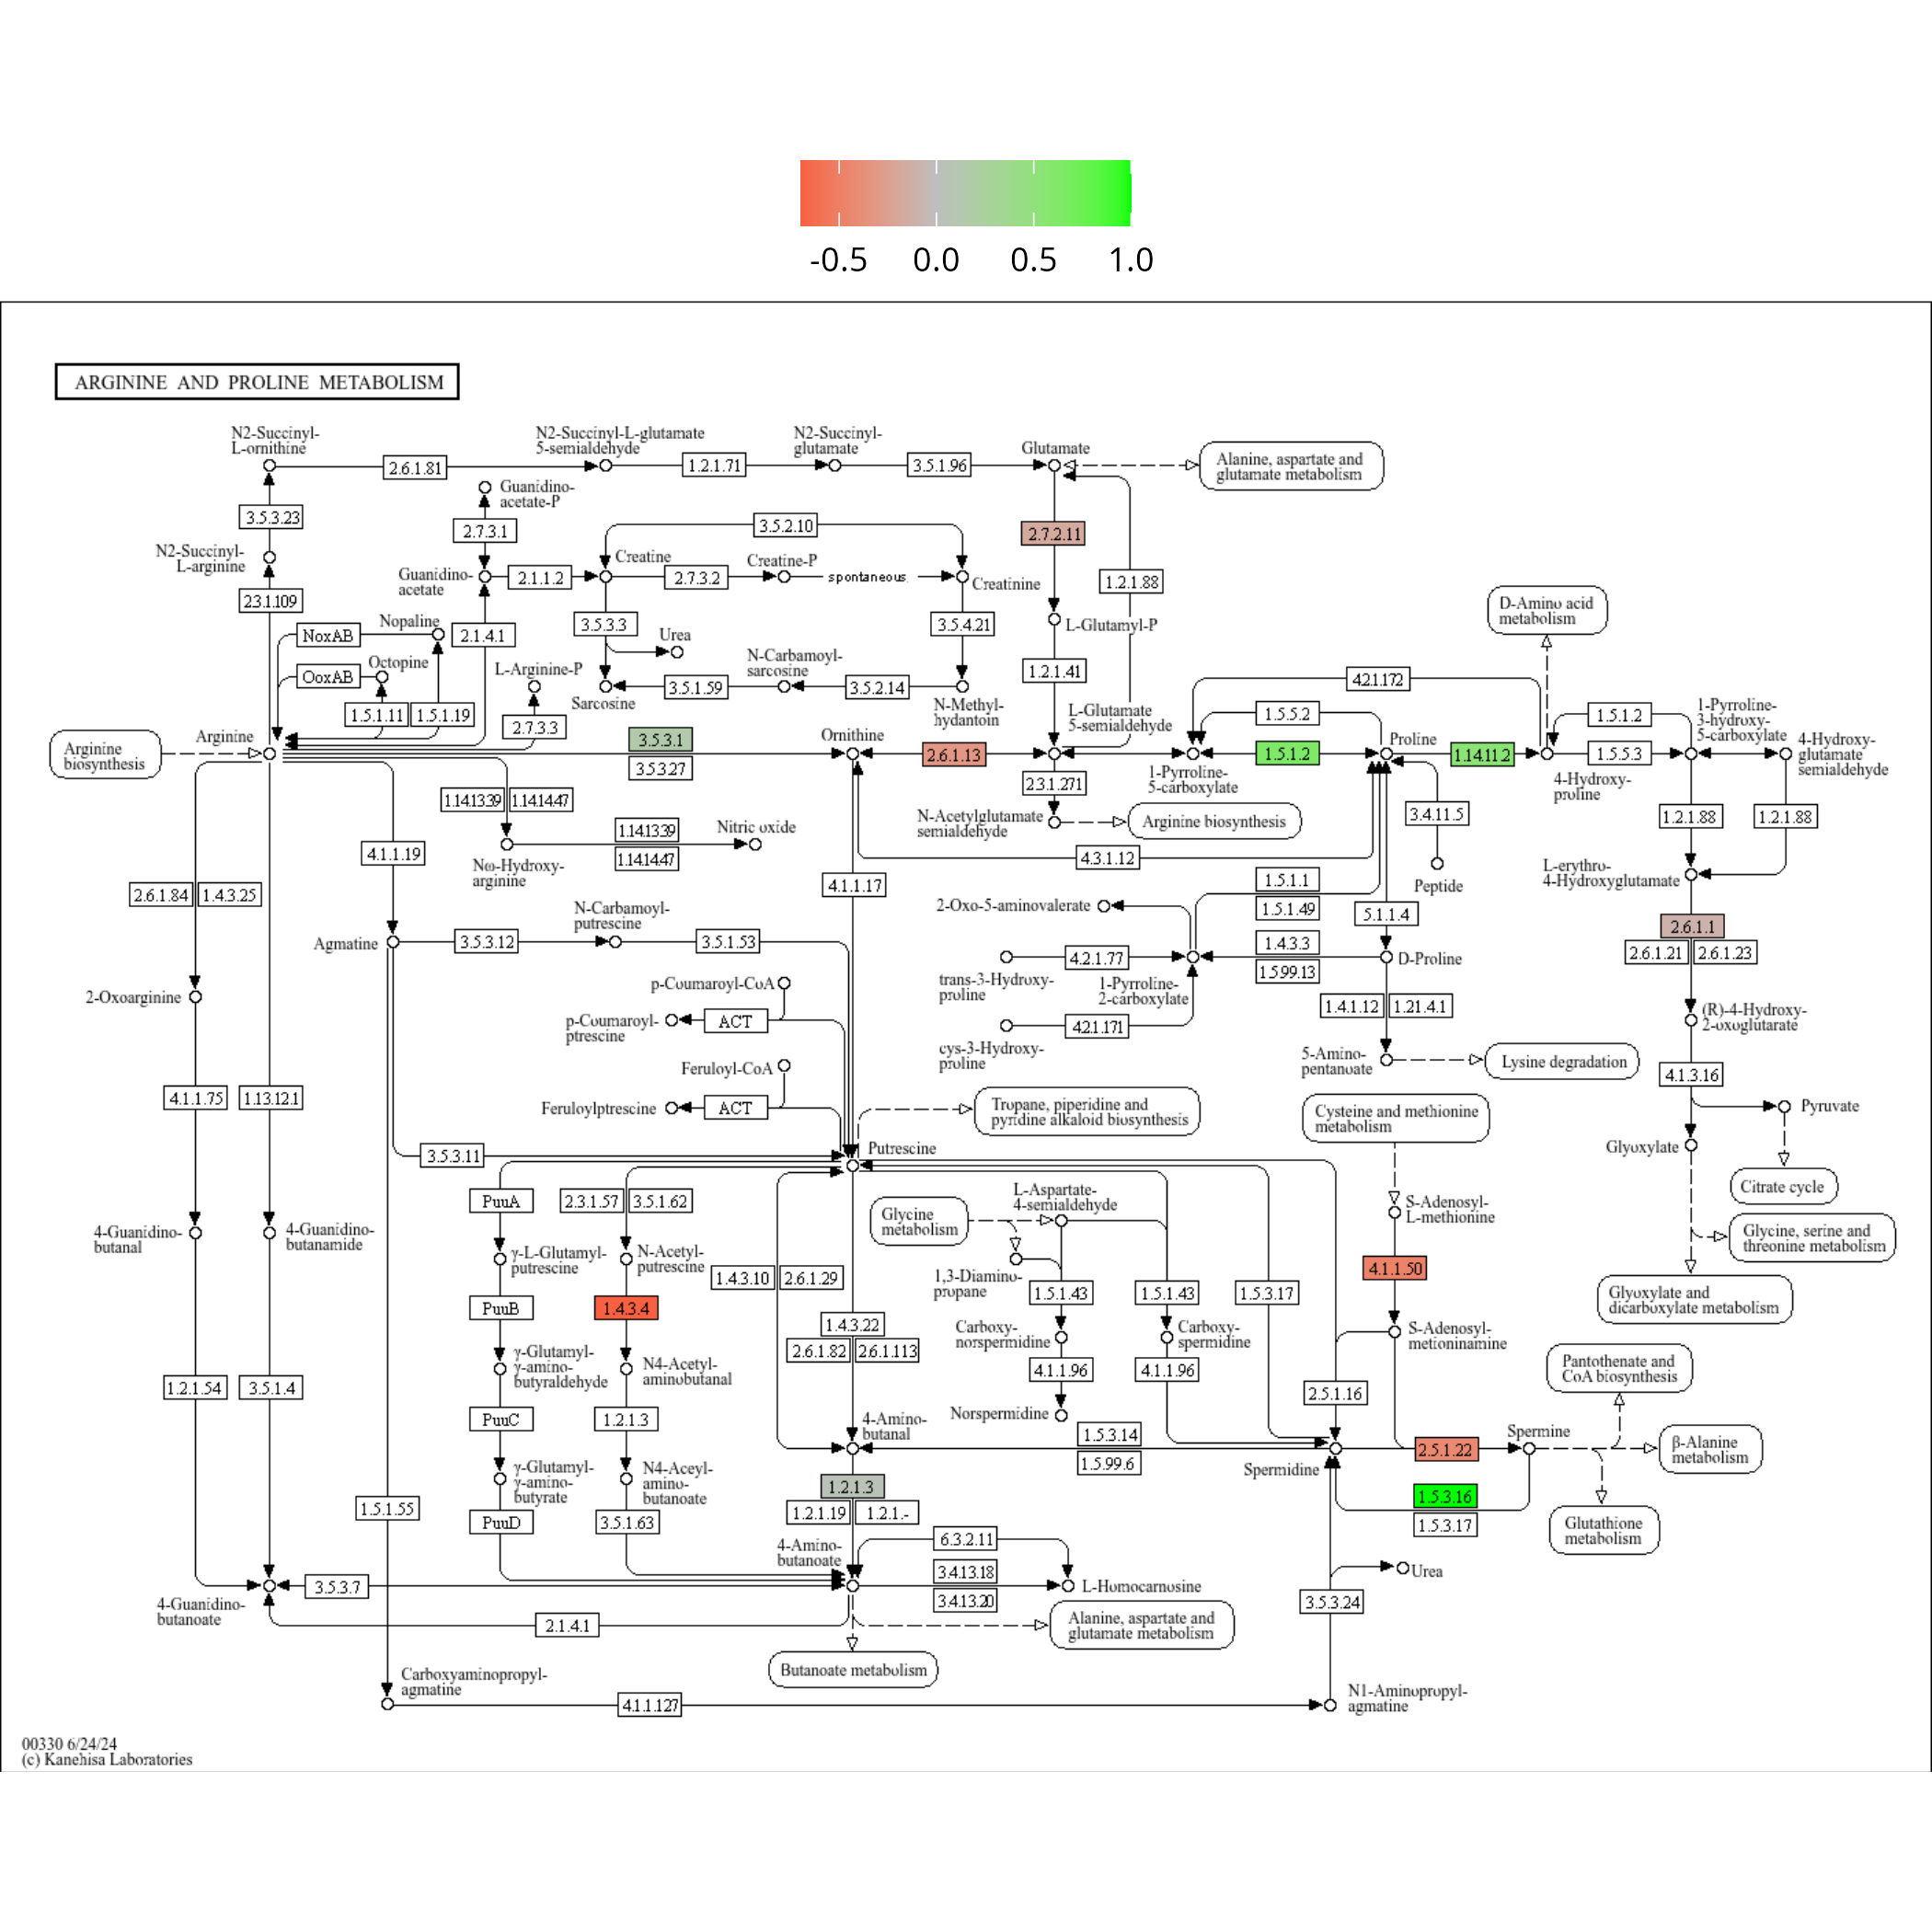 -0.5 0.0 0.5 1.0
ARGININE AND PROLINE METABOLISM
N2-Succinyl-
L-ornithine
2.6.1.81
N2-Succinyl-L-glutamate
5-semialdehyde
1.2.1.71
N2-Succinyl-
glutamate
3.5.1.96
Glutamate
Alanine, aspartate and
glutamate metabolism
3.5.3.23
Guanidino-
acetate-P
2.7.3.1
3.5.2.10
2.7.2.11
N2-Succinyl-
L-arginine
Guanidino-
acetate
2.1.1.2
Creatine
2.7.3.2
Creatine-P
spontaneous
Creatinine
1.2.1.88
D-Amino acid
metabolism
2.3.1.109
NoxAB
Nopaline
2.1.4.1
3.5.3.3
Urea
3.5.4.21
L-Glutamyl-P
OoxAB
Octopine
L-Arginine-P
N-Carbamoyl-
sarcosine
1.2.1.41
4.2.1.172
1.5.1.11
1.5.1.19
2.7.3.3
Sarcosine
3.5.1.59
3.5.2.14
N-Methyl-
hydantoin
L-Glutamate
5-semialdehyde
1.5.5.2
1.5.1.2
1-Pyrroline-
3-hydroxy-
5-carboxylate
Arginine
biosynthesis
Arginine
3.5.3.1
3.5.3.27
Ornithine
2.6.1.13
1-Pyrroline-
5-carboxylate
1.5.1.2
Proline
1.14.11.2
4-Hydroxy-
proline
1.5.5.3
4-Hydroxy-
glutamate
semialdehyde
2.3.1.271
1.14.13.39
1.14.14.47
N-Acetylglutamate
semialdehyde
Arginine biosynthesis
3.4.11.5
1.2.1.88
1.2.1.88
4.1.1.19
Nω-Hydroxy-
arginine
1.14.13.39
1.14.14.47
Nitric oxide
4.3.1.12
Peptide
L-erythro-
4-Hydroxyglutamate
2.6.1.84
1.4.3.25
4.1.1.17
1.5.1.1
1.5.1.49
2-Oxo-5-aminovalerate
5.1.1.4
2.6.1.1
2.6.1.21
2.6.1.23
Agmatine
3.5.3.12
N-Carbamoyl-
putrescine
3.5.1.53
trans-3-Hydroxy-
proline
4.2.1.77
1-Pyrroline-
2-carboxylate
1.4.3.3
1.5.99.13
D-Proline
2-Oxoarginine
p-Coumaroyl-CoA
p-Coumaroyl-
ptrescine
ACT
cys-3-Hydroxy-
proline
4.2.1.171
1.4.1.12
1.21.4.1
(R)-4-Hydroxy-
2-oxoglutarate
Feruloyl-CoA
Feruloylptrescine
ACT
5-Amino-
pentanoate
Lysine degradation
4.1.3.16
4.1.1.75
1.13.12.1
Tropane, piperidine and
pyridine alkaloid biosynthesis
Cysteine and methionine
metabolism
Pyruvate
Glyoxylate
3.5.3.11
Putrescine
Citrate cycle
PuuA
2.3.1.57
3.5.1.62
Glycine
metabolism
L-Aspartate-
4-semialdehyde
S-Adenosyl-
L-methionine
Glycine, serine and
threonine metabolism
4-Guanidino-
butanal
4-Guanidino-
butanamide
γ-L-Glutamyl-
putrescine
N-Acetyl-
putrescine
1.4.3.10
2.6.1.29
1,3-Diamino-
propane
1.5.1.43
1.5.1.43
1.5.3.17
4.1.1.50
Glyoxylate and
dicarboxylate metabolism
PuuB
1.4.3.4
1.4.3.22
2.6.1.82
2.6.1.113
Carboxy-
norspermidine
Carboxy-
spermidine
S-Adenosyl-
metioninamine
γ-Glutamyl-
γ-amino-
butyraldehyde
N4-Acetyl-
aminobutanal
4.1.1.96
4.1.1.96
Pantothenate and
CoA biosynthesis
1.2.1.54
3.5.1.4
2.5.1.16
PuuC
1.2.1.3
4-Amino-
butanal
Norspermidine
1.5.3.14
1.5.99.6
Spermidine
2.5.1.22
Spermine
β-Alanine
metabolism
γ-Glutamyl-
γ-amino-
butyrate
N4-Aceyl-
amino-
butanoate
1.2.1.3
1.2.1.19
1.2.1.-
1.5.3.16
1.5.3.17
Glutathione
metabolism
1.5.1.55
PuuD
3.5.1.63
4-Amino-
butanoate
6.3.2.11
3.4.13.18
3.4.13.20
L-Homocarnosine
Urea
4-Guanidino-
butanoate
3.5.3.7
2.1.4.1
Alanine, aspartate and
glutamate metabolism
3.5.3.24
Butanoate metabolism
Carboxyaminopropyl-
agmatine
4.1.1.127
N1-Aminopropyl-
agmatine
00330 6/24/24
(c) Kanehisa Laboratories